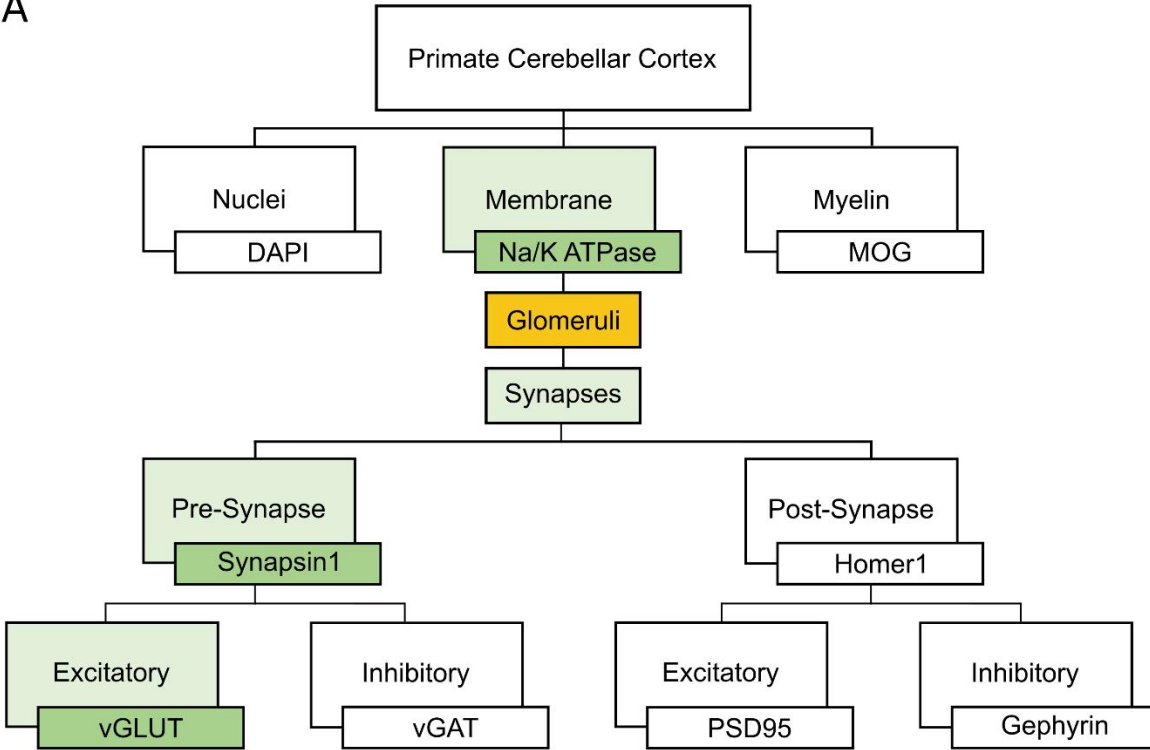 A
Primate Cerebellar Cortex
Nuclei
DAPI
Membrane
Na/K ATPase
Myelin
MOG
Glomeruli
Synapses
Pre-Synapse
Synapsin1
Post-Synapse
Homer1
Excitatory
vGLUT
Inhibitory
vGAT
Excitatory
PSD95
Inhibitory
Gephyrin